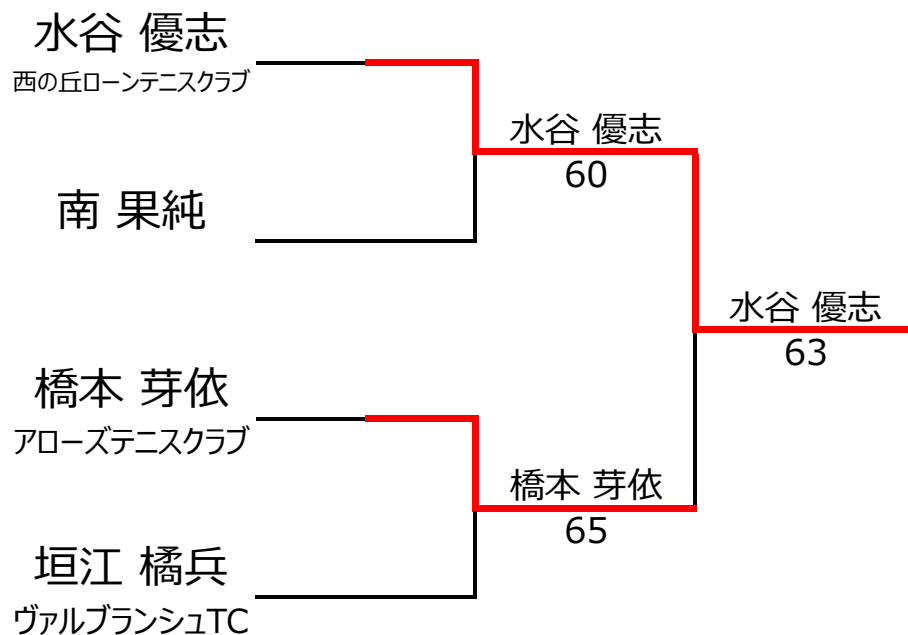 水谷 優志
西の丘ローンテニスクラブ
南 果純
橋本 芽依
アローズテニスクラブ
垣江 橘兵
ヴァルブランシュTC
水谷 優志
60
橋本 芽依
65
水谷 優志
63